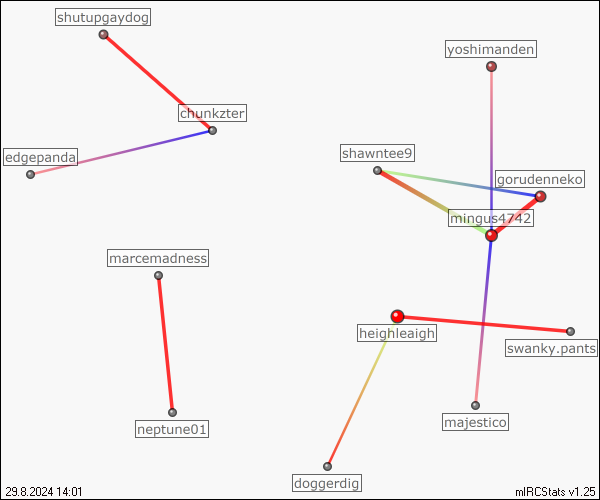 shutupgaydog
yoshimanden
chunkzter
edgepanda
shawntee9
gorudenneko
mingus4742
marcemadness
heighleaigh
swanky.pants
majestico
neptune01
doggerdig
29.8.2024 14:01
mIRCStats v1.25